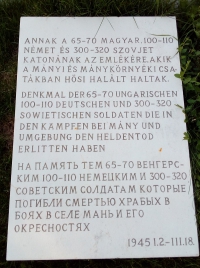 ANNAK A 65-70 MAGYAR, 100-110
NÉMET ÉS 300-320 SZOVJET
KATONÁNAK AZ EMLÉKÉRE, AKIK
A MÁNYI ÉS MÁNYKÖRNYÉKI CSA-
TÁKBAN HŐSI HALÁLT HALTAK.
DENKMAL DER 65-70 UNGARISCHEN
100-110 DEUTSCHEN UND 300-320
SOWIETISCHEN SOLDATEN DIE IN
DEN KÄMPFEN BEI MÁNY UND
UMGEBUNG DEN HELDENTOD
ERLITTEN HABEN
НА ПАМЯТЬ ТЕМ 65-70 ВЕНГЕРС-
КИМ 100-110 НЕМЕЦКИМ И 300-320
СОВЕТСКИМ СОЛДАТАМ КОТОРЫЕ
ПОГИБЛИ СМЕРТЬЮ ХРАБЫХ В
БОЯХ В СЕЛЕ МАНЬ И ЕГО
ОКРЕСНОСТЯХ
1945 I.2-III.18.